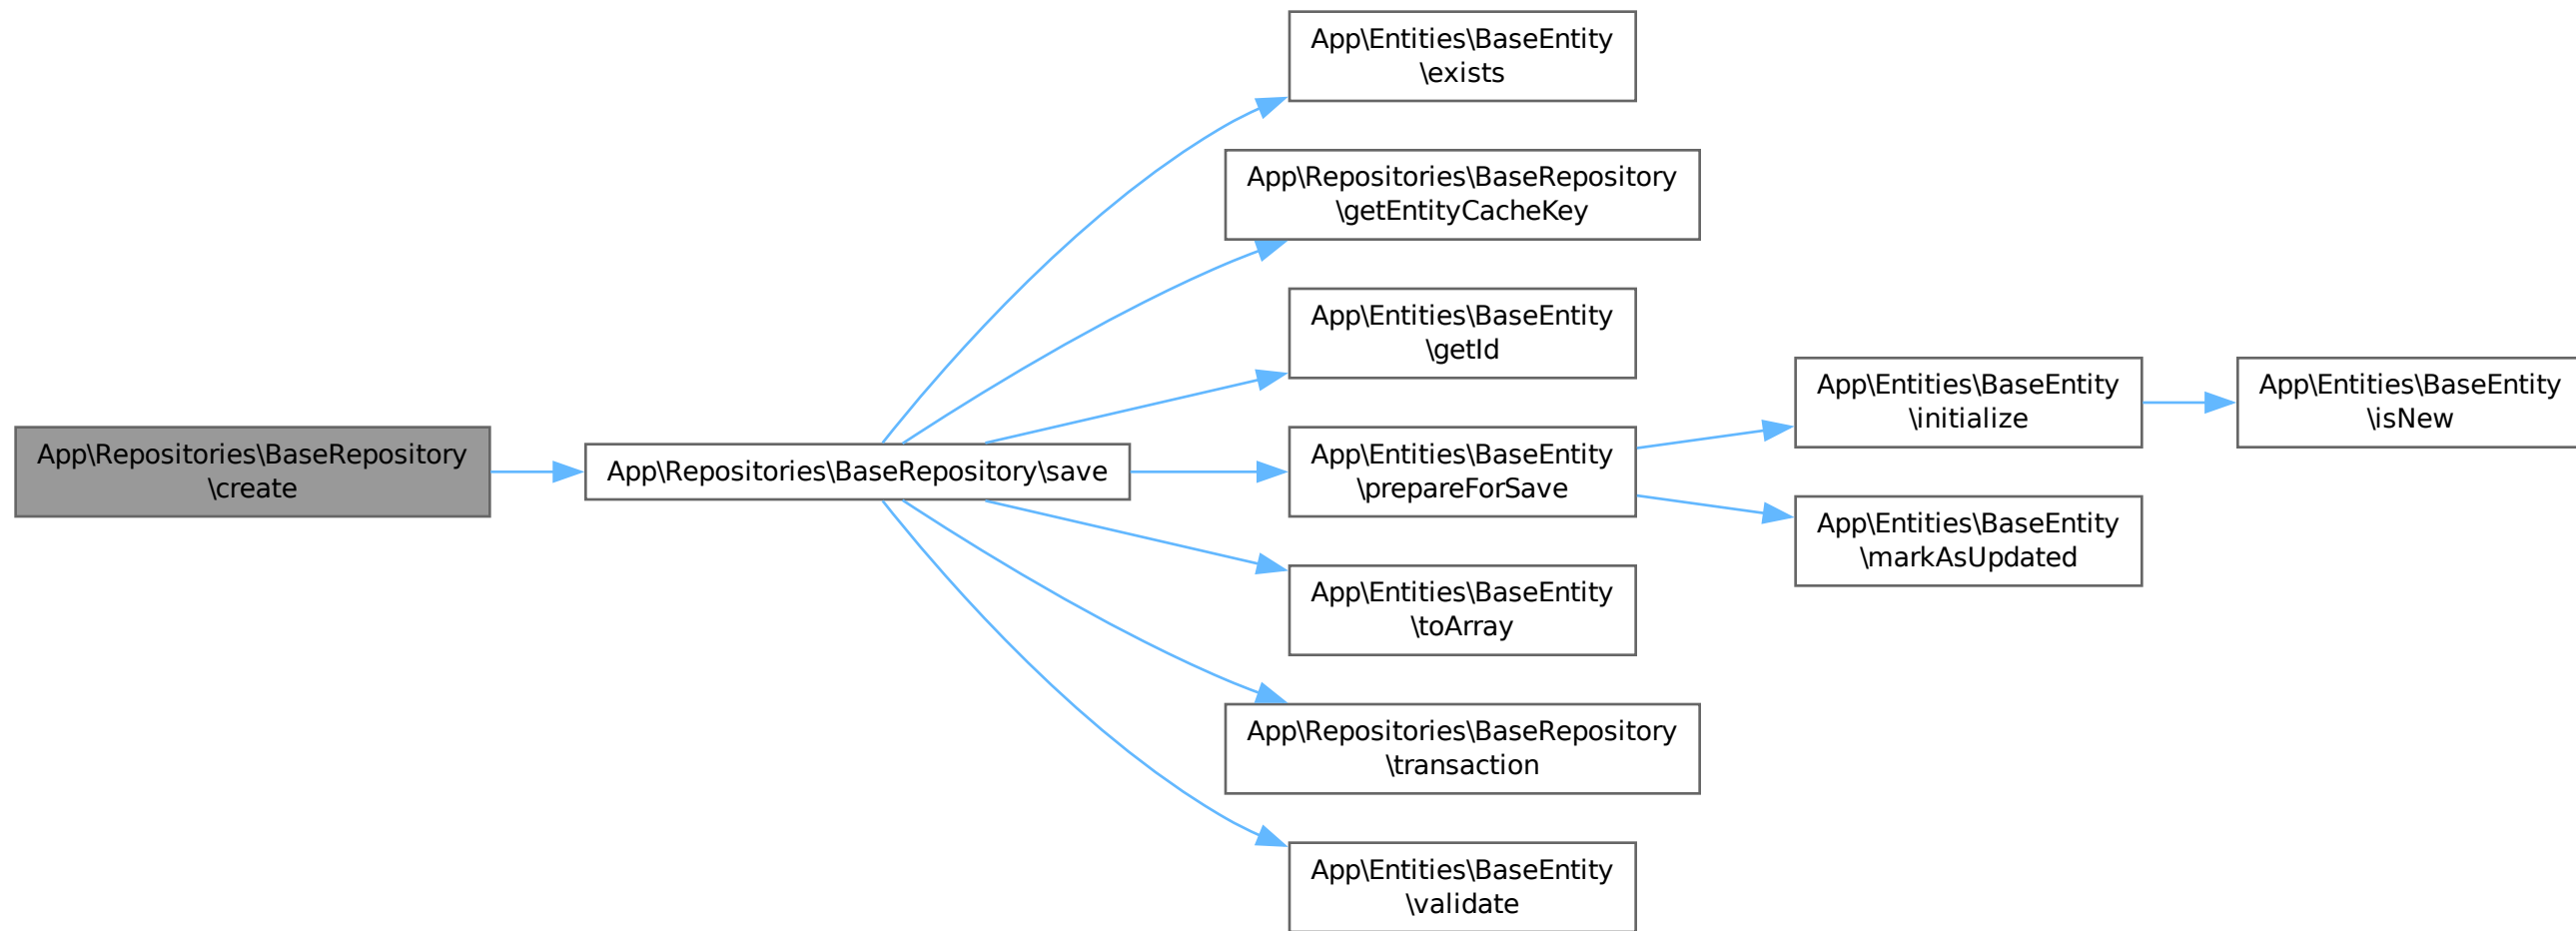 App\Repositories\BaseRepository
\create
App\Repositories\BaseRepository\save
App\Entities\BaseEntity
\exists
App\Repositories\BaseRepository
\getEntityCacheKey
App\Entities\BaseEntity
\getId
App\Entities\BaseEntity
\prepareForSave
App\Entities\BaseEntity
\toArray
App\Repositories\BaseRepository
\transaction
App\Entities\BaseEntity
\validate
App\Entities\BaseEntity
\initialize
App\Entities\BaseEntity
\markAsUpdated
App\Entities\BaseEntity
\isNew